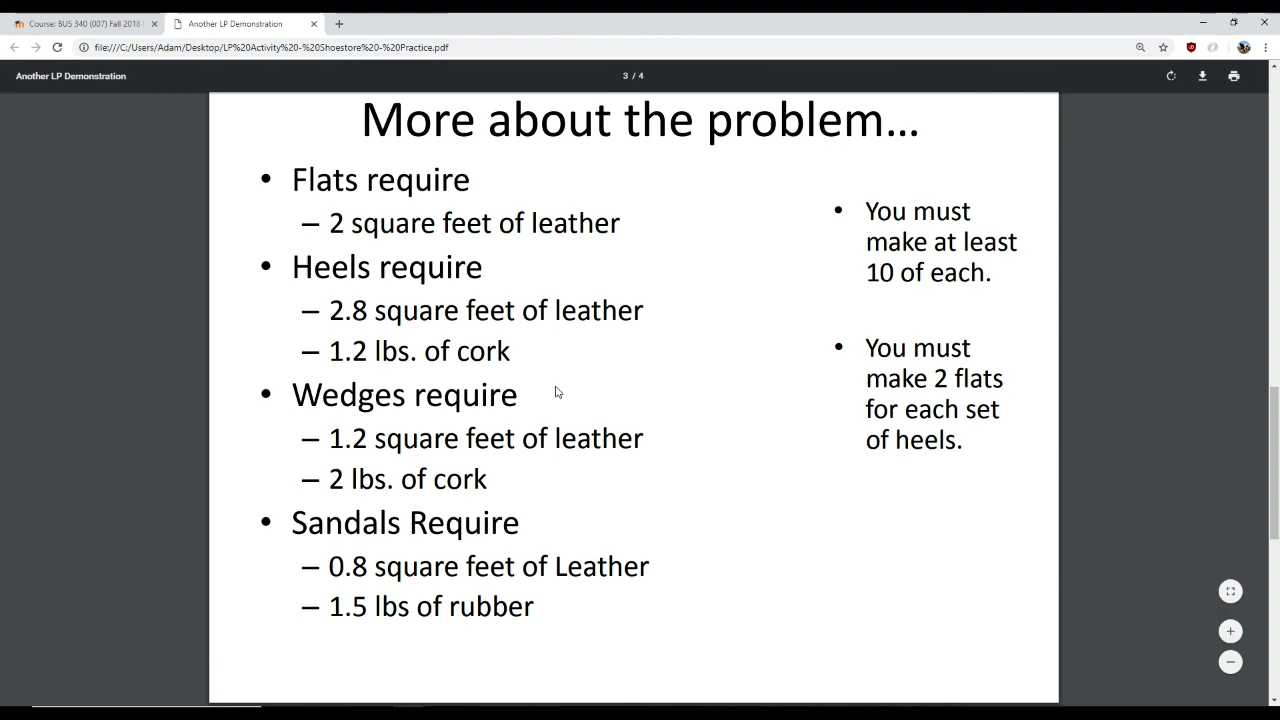 Course: BUS 340 (007) Fall 2018
Another LP Demonstration
file:///C:/Users/Adam/Desktop/LP%20Activity%20-%20Shoestore%20-%20Practice.pdf
Another LP Demonstration
3 / 4
More about the problem...
• Flats require
– 2 square feet of leather
• Heels require
– 2.8 square feet of leather
– 1.2 lbs. of cork
• Wedges require
– 1.2 square feet of leather
– 2 lbs. of cork
• Sandals Require
– 0.8 square feet of Leather
– 1.5 lbs of rubber
• You must
make at least
10 of each.
• You must
make 2 flats
for each set
of heels.